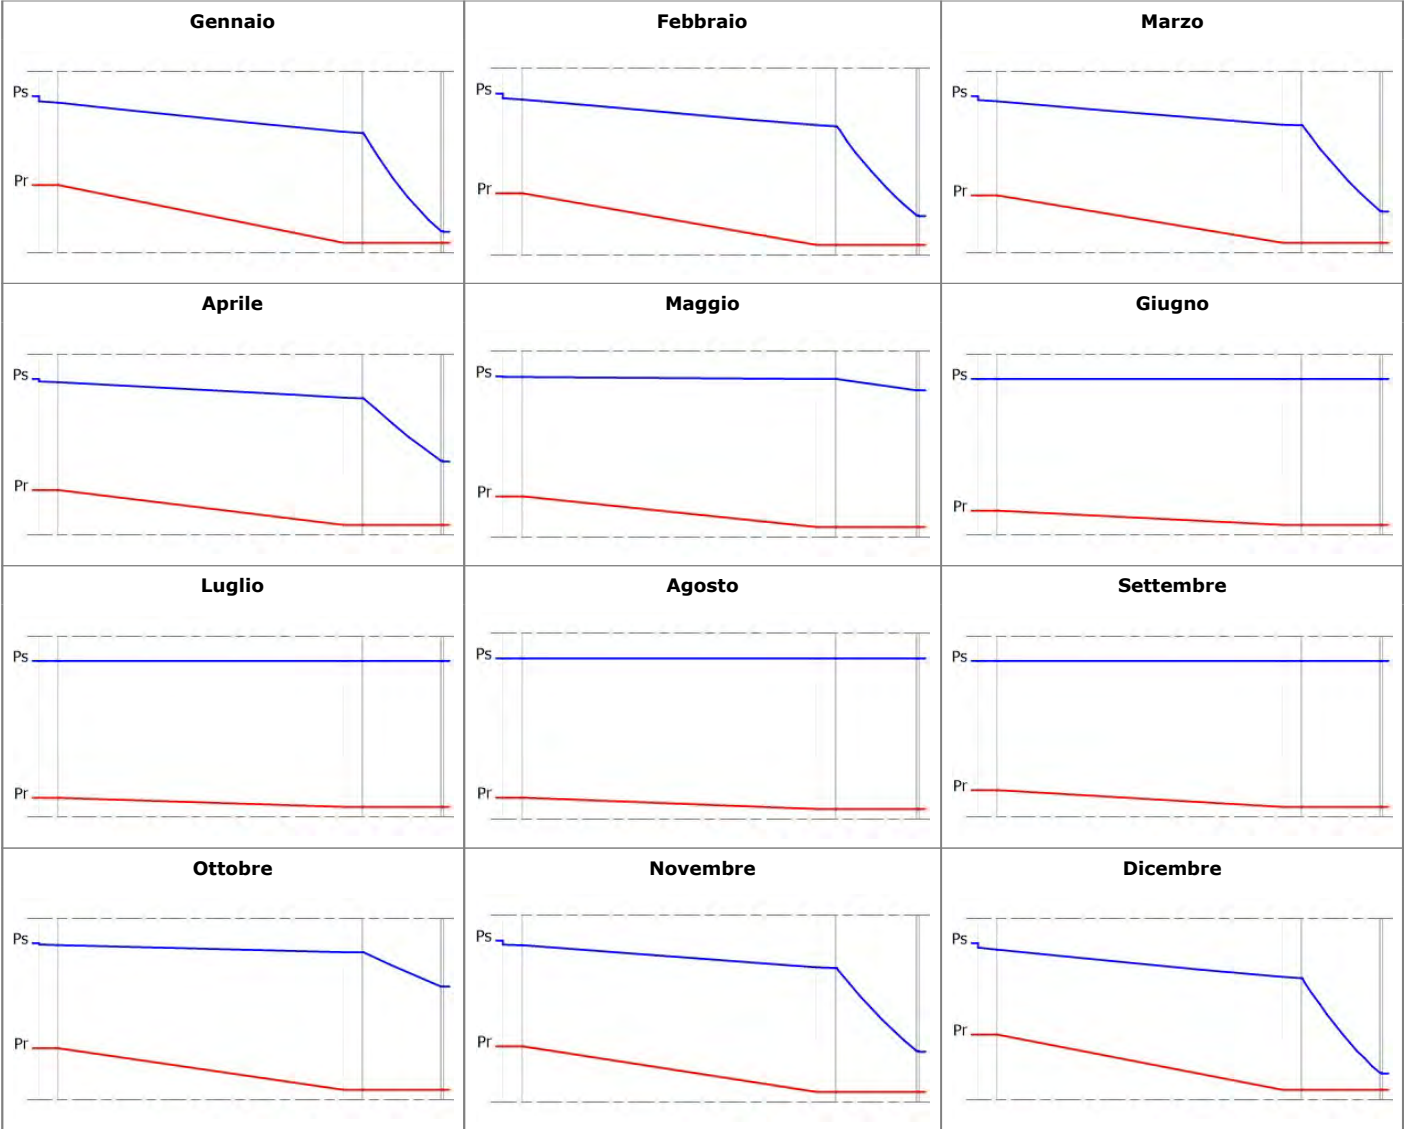 Gennaio
Febbraio
Marzo
Ps
Ps
Ps
Pr
Pr
Pr
Aprile
Maggio
Giugno
Ps
Ps
Ps
Pr
Pr
Pr
Luglio
Agosto
Settembre
Ps
Ps
Ps
Pr
Pr
Pr
Ottobre
Novembre
Dicembre
Ps
Ps
Ps
Pr
Pr
Pr